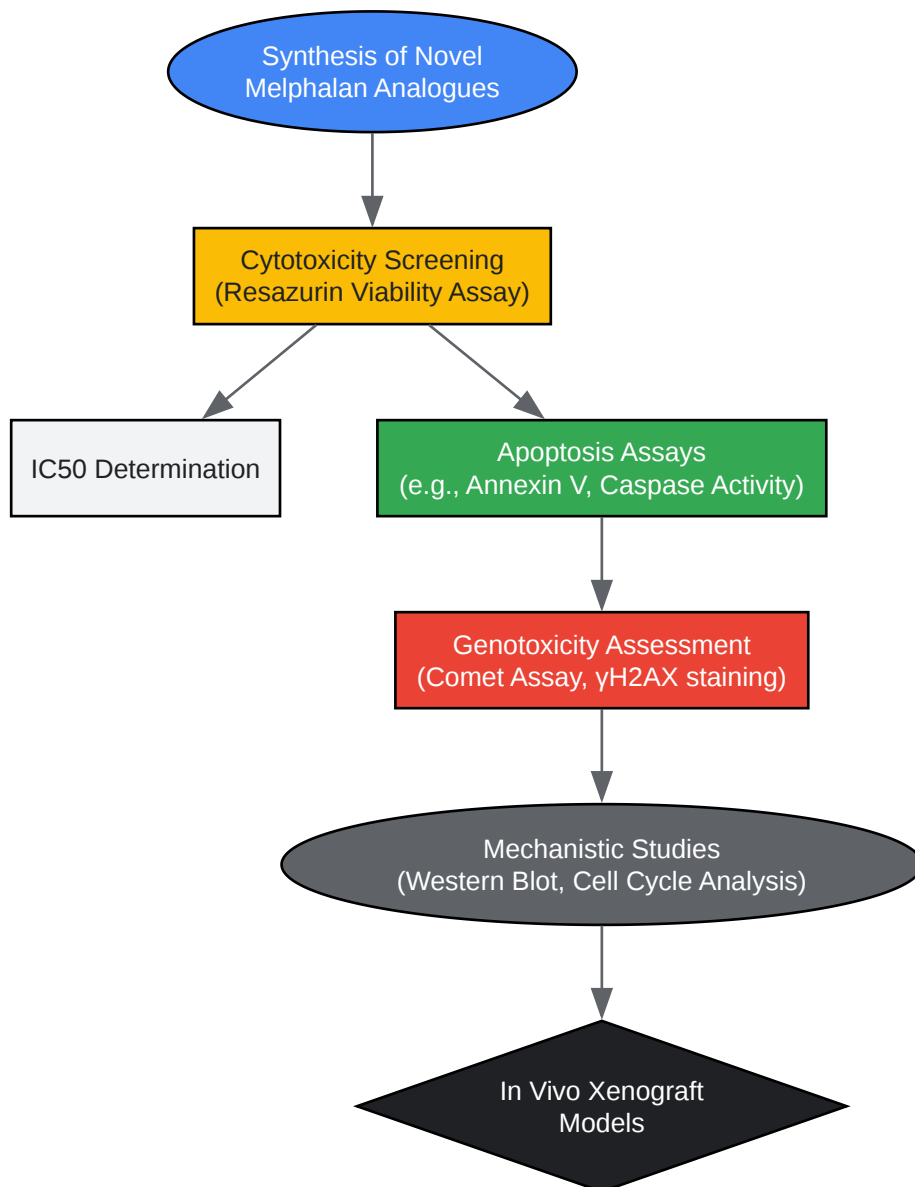 Synthesis of Novel
Melphalan Analogues
Cytotoxicity Screening
(Resazurin Viability Assay)
IC50 Determination
Apoptosis Assays
(e.g., Annexin V, Caspase Activity)
Genotoxicity Assessment
(Comet Assay, γH2AX staining)
Mechanistic Studies
(Western Blot, Cell Cycle Analysis)
In Vivo Xenograft
Models